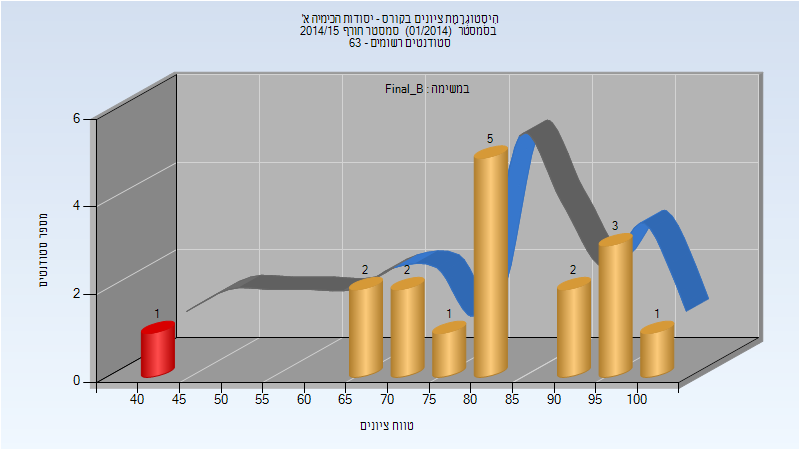 היסטוגרמת ציונים בקורס - יסודות הכימיה א'
בסמסטר (01/2014) סמסטר חורף 2014/15
סטודנטים רשומים - 63
במשימה : Final_B
מספר סטודנטים
6
4
2
0
1
2
2
1
5
2
3
1
40 45 50 55 60 65 70 75 80 85 90 95 100
טווח ציונים